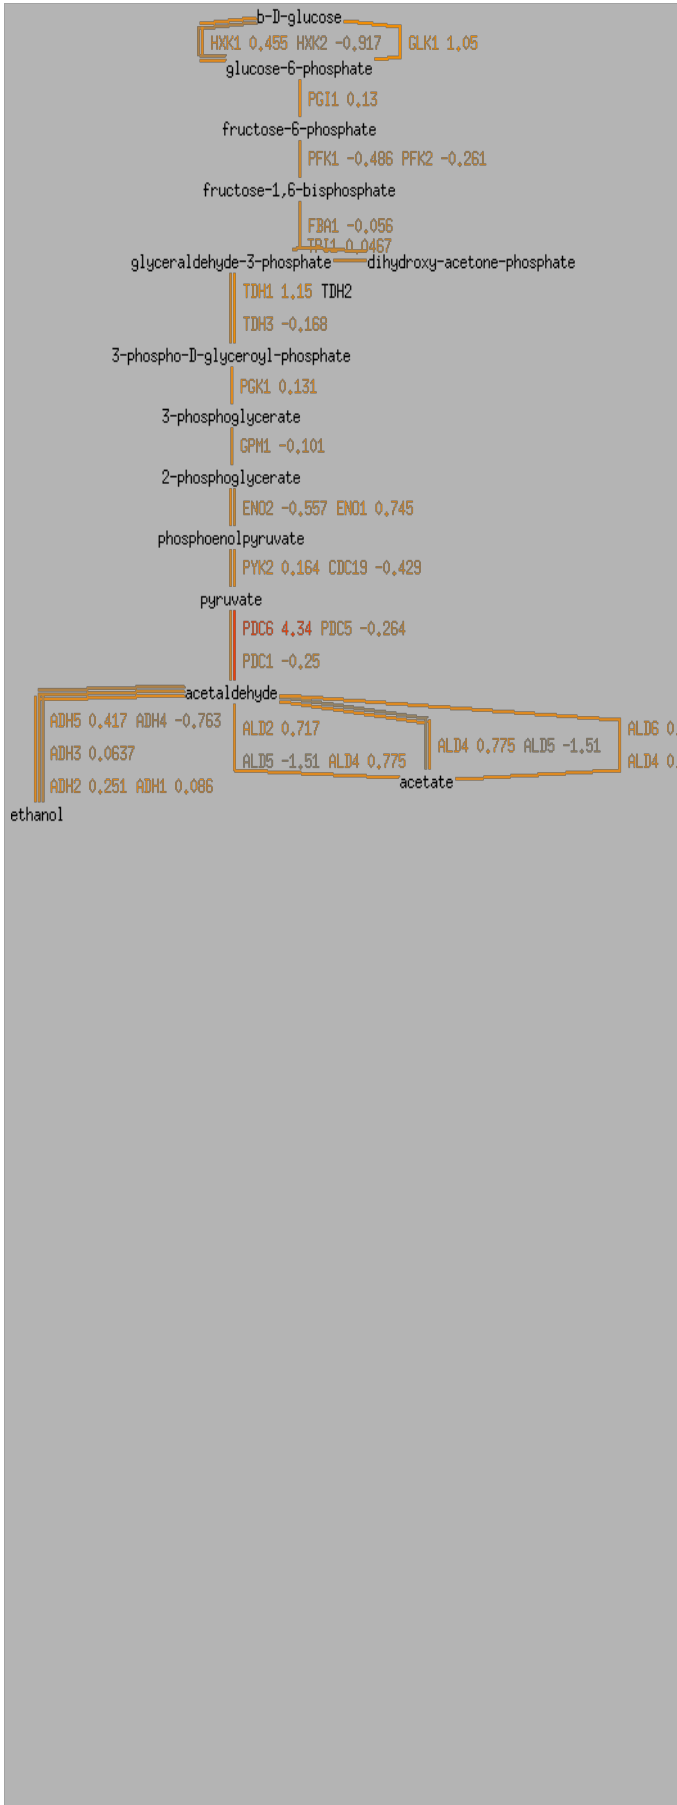 b-D-glucose
HXK1 0.455 HXK2 -0.917 GLK1 1.05
glucose-6-phosphate
PGI1 0.13
fructose-6-phosphate
PFK1 -0.486 PFK2 -0.261
fructose-1,6-bisphosphate
FBA1 -0.056
TPI1 0.0467
glyceraldehyde-3-phosphate dihydroxy-acetone-phosphate
TDH1 1.15 TDH2
TDH3 -0.168
3-phospho-D-glyceroyl-phosphate
PGK1 0.131
3-phosphoglycerate
GPM1 -0.101
2-phosphoglycerate
ENO2 -0.557 ENO1 0.745
phosphoenolpyruvate
PYK2 0.164 CDC19 -0.429
pyruvate
PDC6 4.34 PDC5 -0.264
PDC1 -0.25
acetaldehyde
ADH5 0.417 ADH4 -0.763
ADH3 0.0637
ADH2 0.251 ADH1 0.086
ALD2 0.717
ALD5 -1.51 ALD4 0.775
ALD4 0.775 ALD5 -1.51
ALD6 0.
ALD4 0.
acetate
ethanol